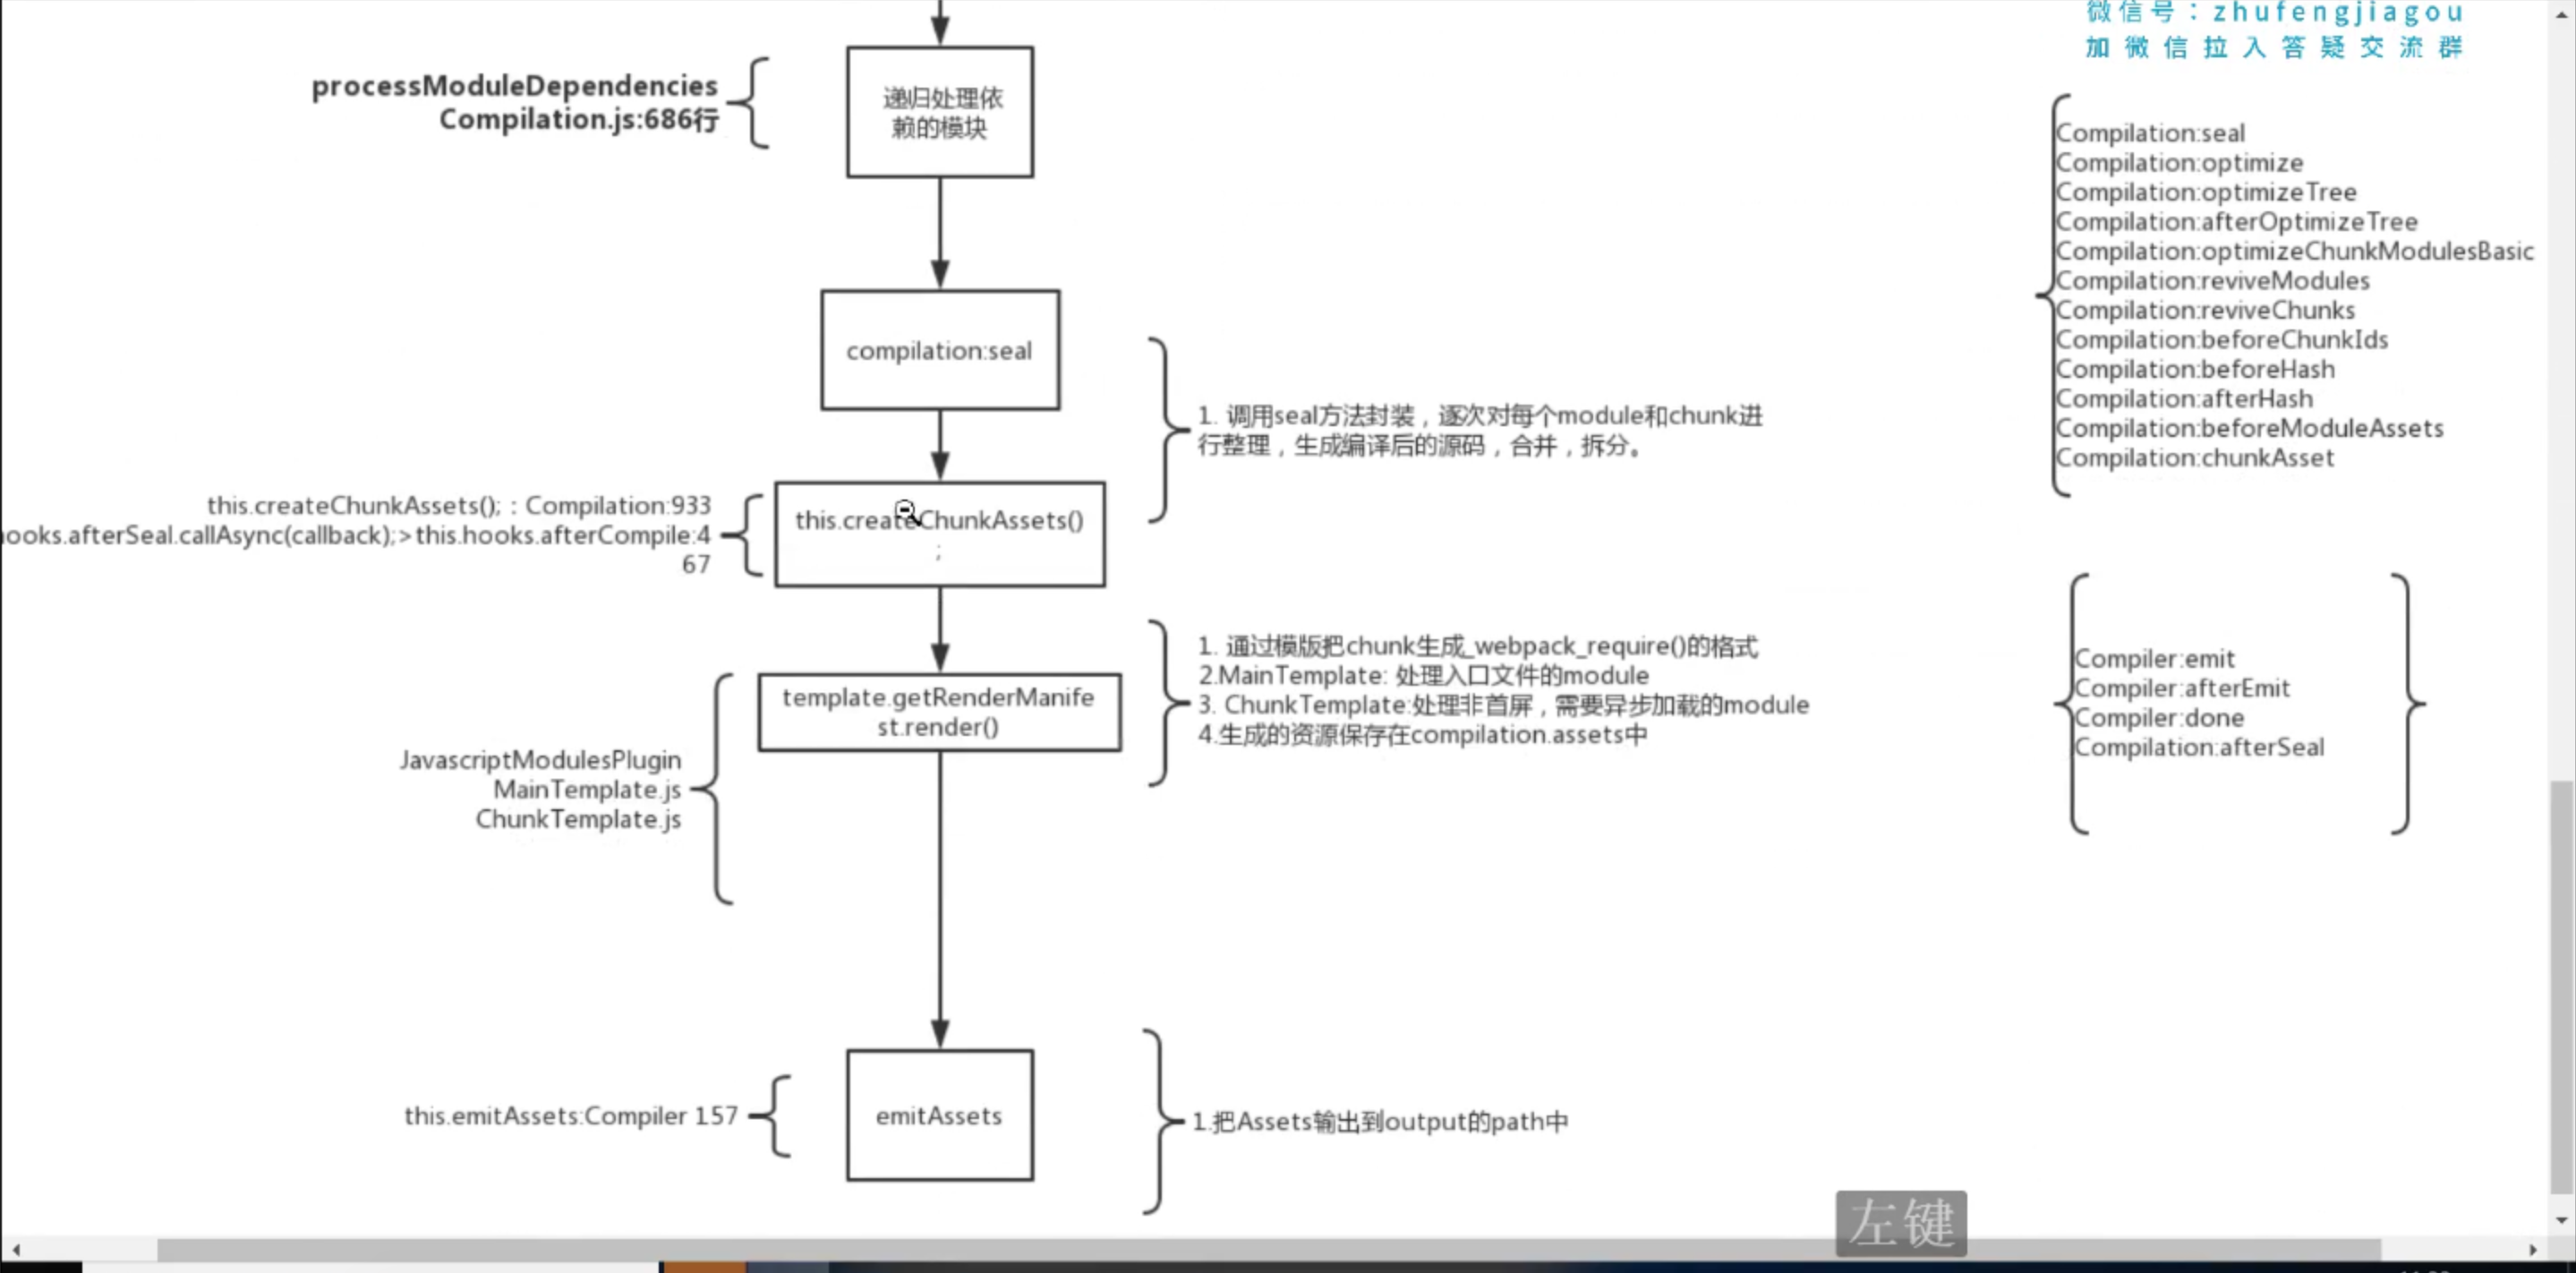 微信号：zhufengjiagou
加微信拉入答疑交流群
processModuleDependencies
Compilation.js:686行
递归处理依
赖的模块
Compilation:seal
Compilation:optimize
Compilation:optimizeTree
Compilation:afterOptimizeTree
Compilation:optimizeChunkModulesBasic
Compilation:reviveModules
Compilation:reviveChunks
Compilation:beforeChunkIds
Compilation:beforeHash
Compilation:afterHash
Compilation:beforeModuleAssets
Compilation:chunkAsset
compilation:seal
1. 调用seal方法封装，逐次对每个module和chunk进
行整理，生成编译后的源码，合并，拆分。
this.createChunkAssets(); : Compilation:933
ooks.afterSeal.callAsync(callback);>this.hooks.afterCompile:4
67
this.createChunkAssets()
;
template.getRenderManife
st.render()
1. 通过模版把chunk生成_webpack_require()的格式
2.MainTemplate: 处理入口文件的module
3. ChunkTemplate:处理非首屏，需要异步加载的module
4.生成的资源保存在compilation.assets中
Compiler:emit
Compiler:afterEmit
Compiler:done
Compilation:afterSeal
JavascriptModulesPlugin
MainTemplate.js
ChunkTemplate.js
this.emitAssets:Compiler 157
emitAssets
1.把Assets输出到output的path中
左键